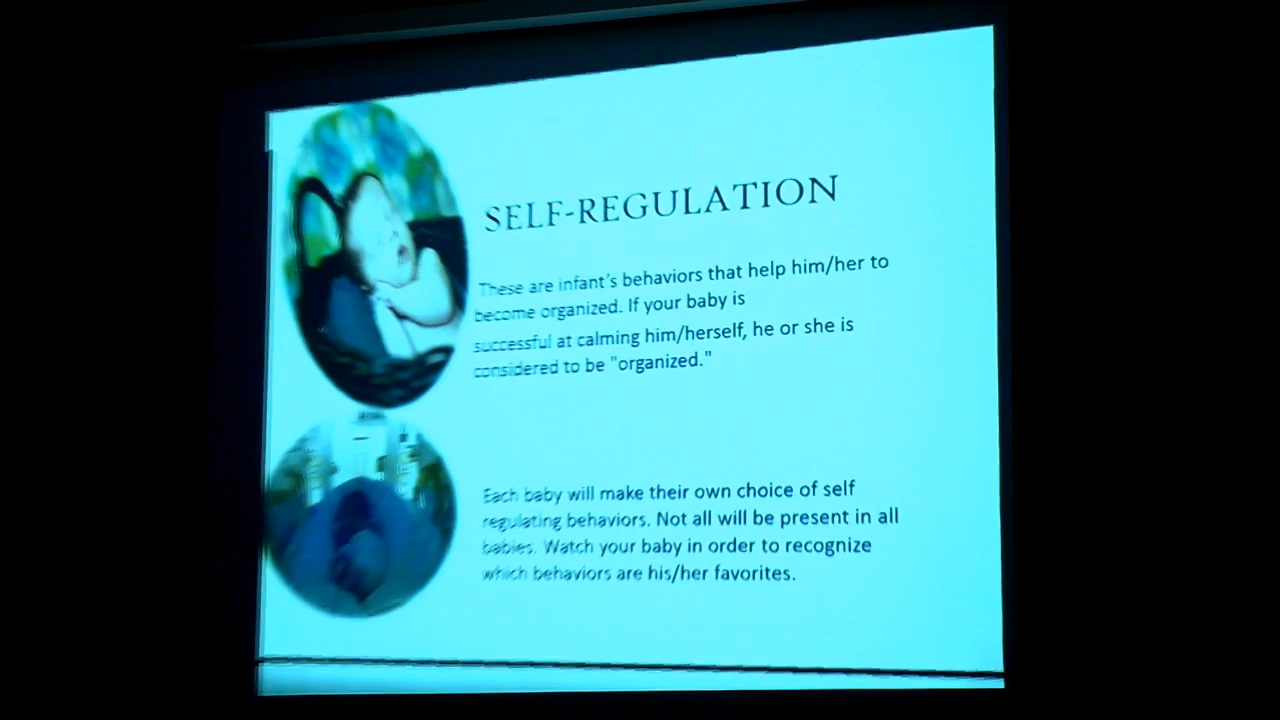 SELF-REGULATION
These are infant's behaviors that help him/her to
become organized. If your baby is
successful at calming him/herself, he or she is
considered to be "organized."
Each baby will make their own choice of self
regulating behaviors. Not all will be present in all
babies. Watch your baby in order to recognize
which behaviors are his/her favorites.